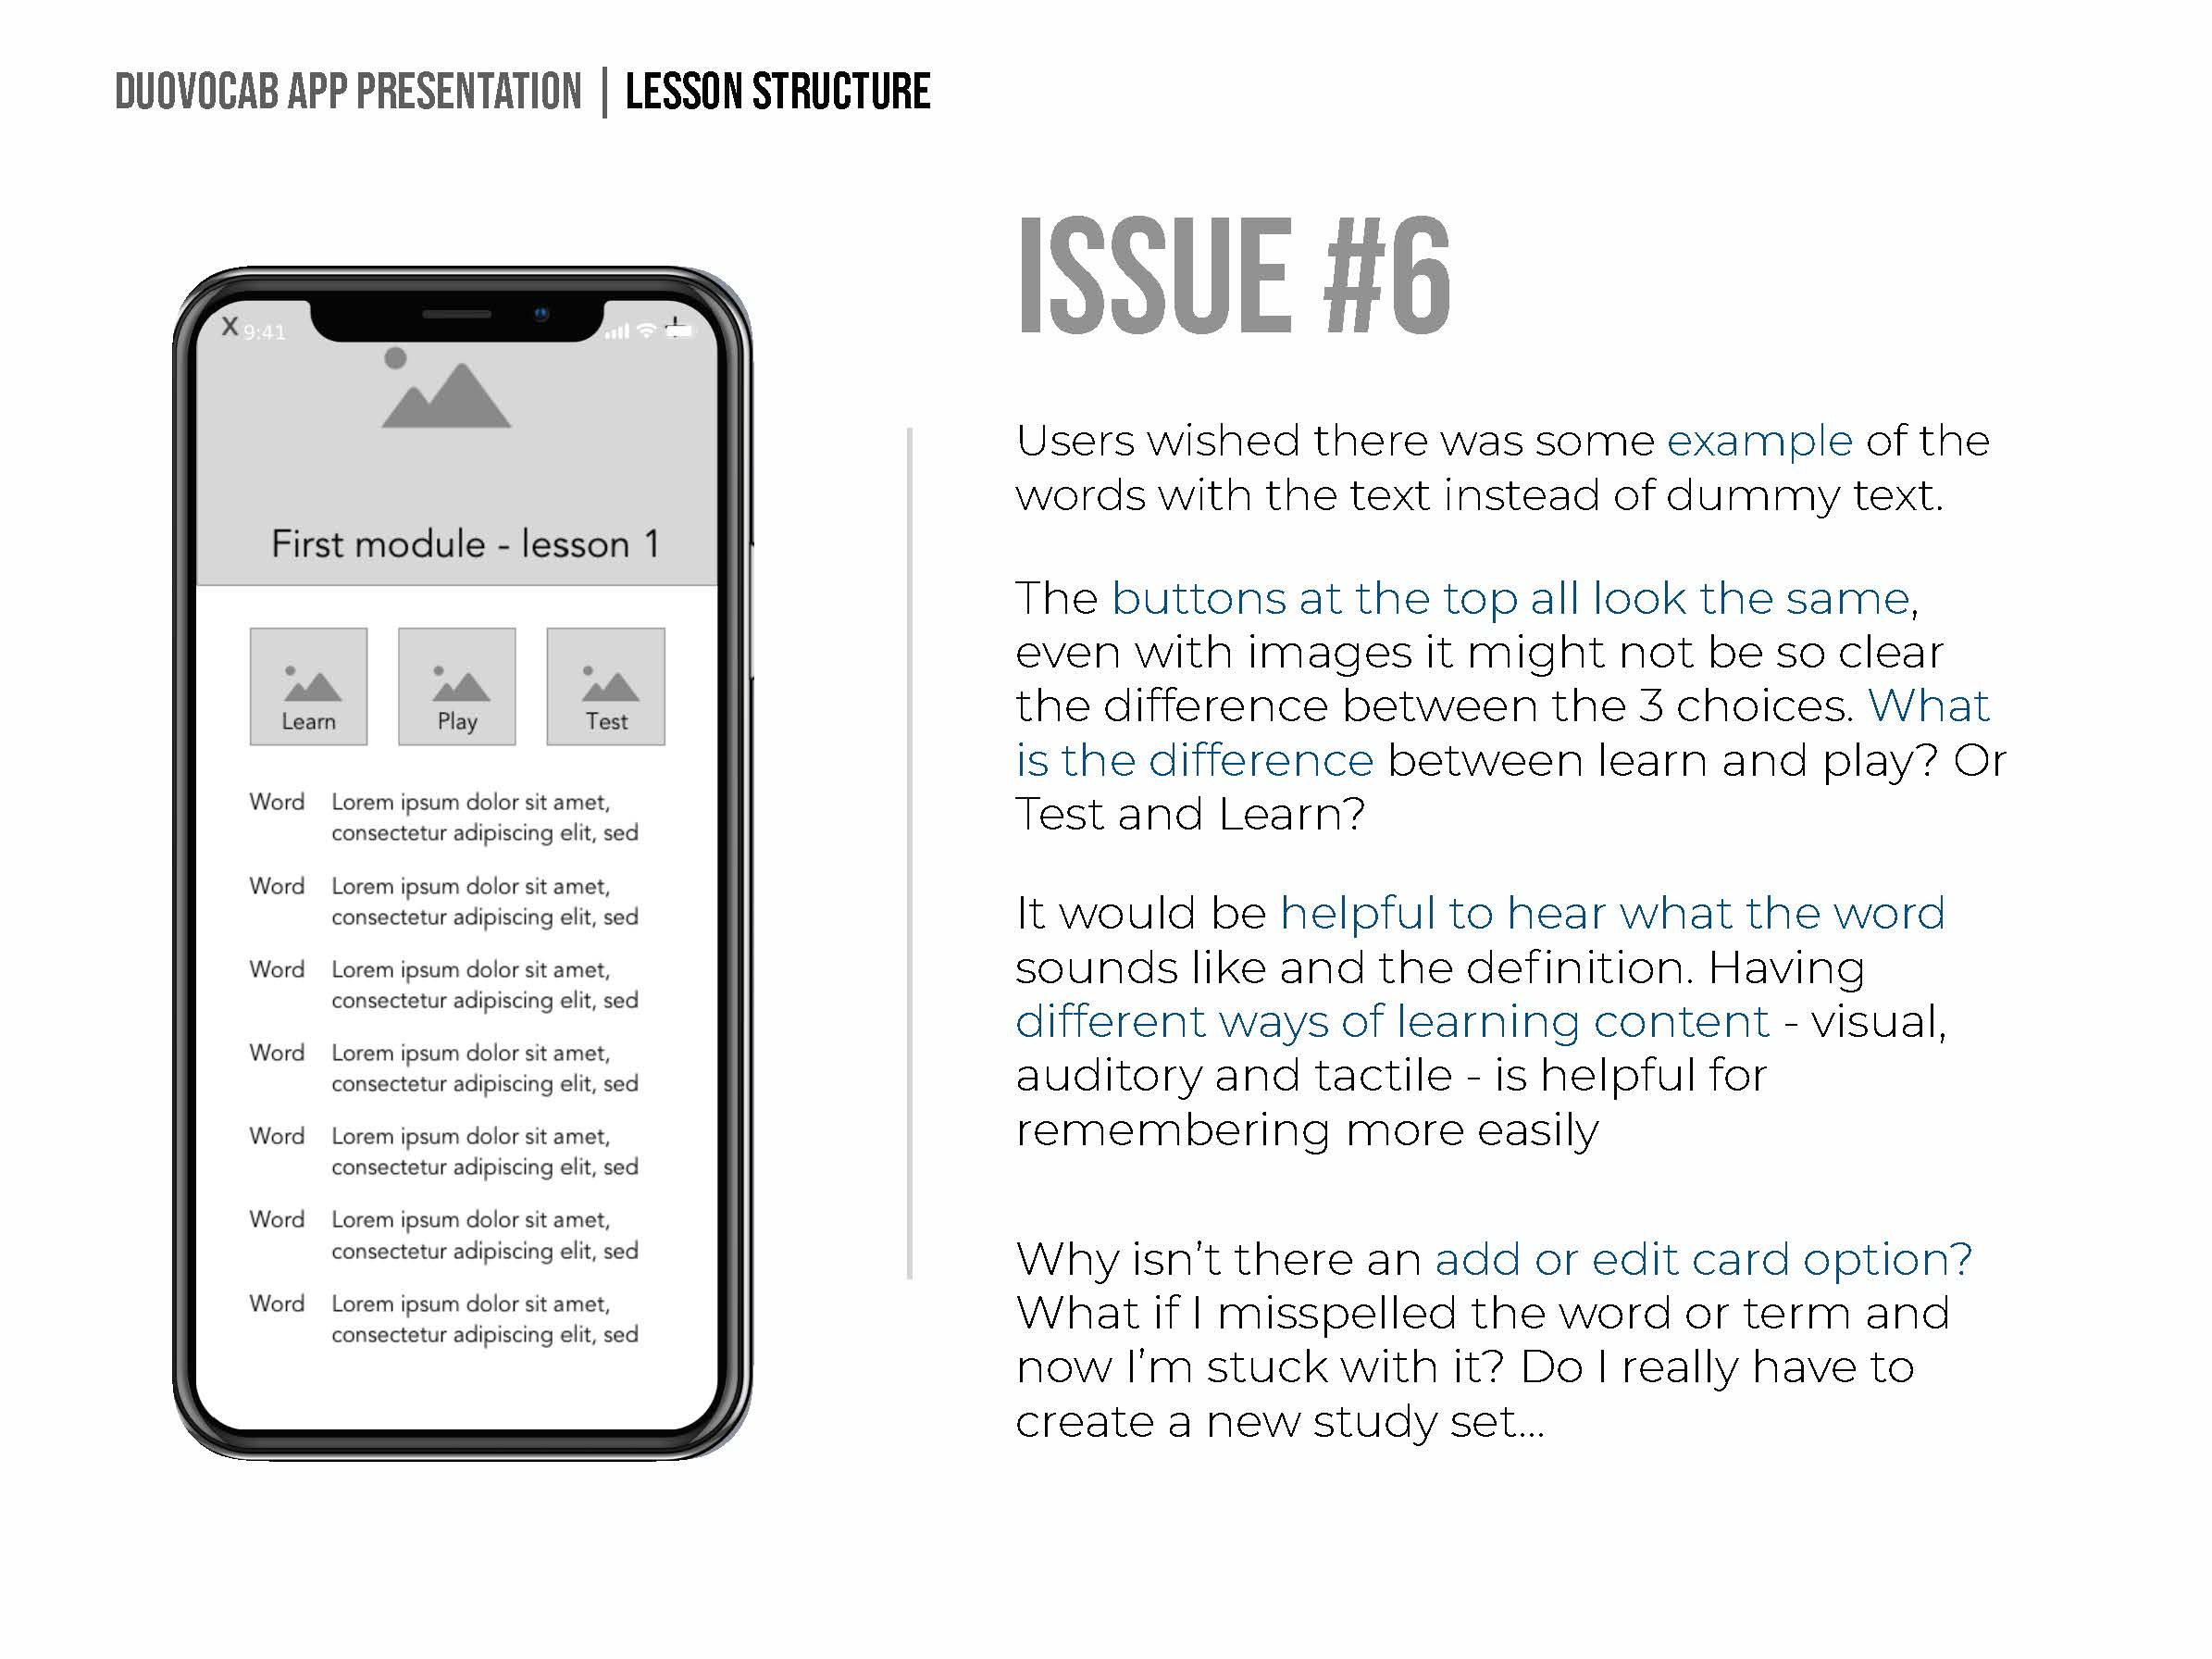 DUOVOCAB APP PRESENTATION | LESSON STRUCTURE
ISSUE #6
X 9:41 +
First module - lesson 1
Learn Play Test
Word Lorem ipsum dolor sit amet,
consectetur adipiscing elit, sed
Word Lorem ipsum dolor sit amet,
consectetur adipiscing elit, sed
Word Lorem ipsum dolor sit amet,
consectetur adipiscing elit, sed
Word Lorem ipsum dolor sit amet,
consectetur adipiscing elit, sed
Word Lorem ipsum dolor sit amet,
consectetur adipiscing elit, sed
Word Lorem ipsum dolor sit amet,
consectetur adipiscing elit, sed
Word Lorem ipsum dolor sit amet,
consectetur adipiscing elit, sed
Users wished there was some example of the
words with the text instead of dummy text.
The buttons at the top all look the same,
even with images it might not be so clear
the difference between the 3 choices. What
is the difference between learn and play? Or
Test and Learn?
It would be helpful to hear what the word
sounds like and the definition. Having
different ways of learning content - visual,
auditory and tactile - is helpful for
remembering more easily
Why isn’t there an add or edit card option?
What if I misspelled the word or term and
now I’m stuck with it? Do I really have to
create a new study set...